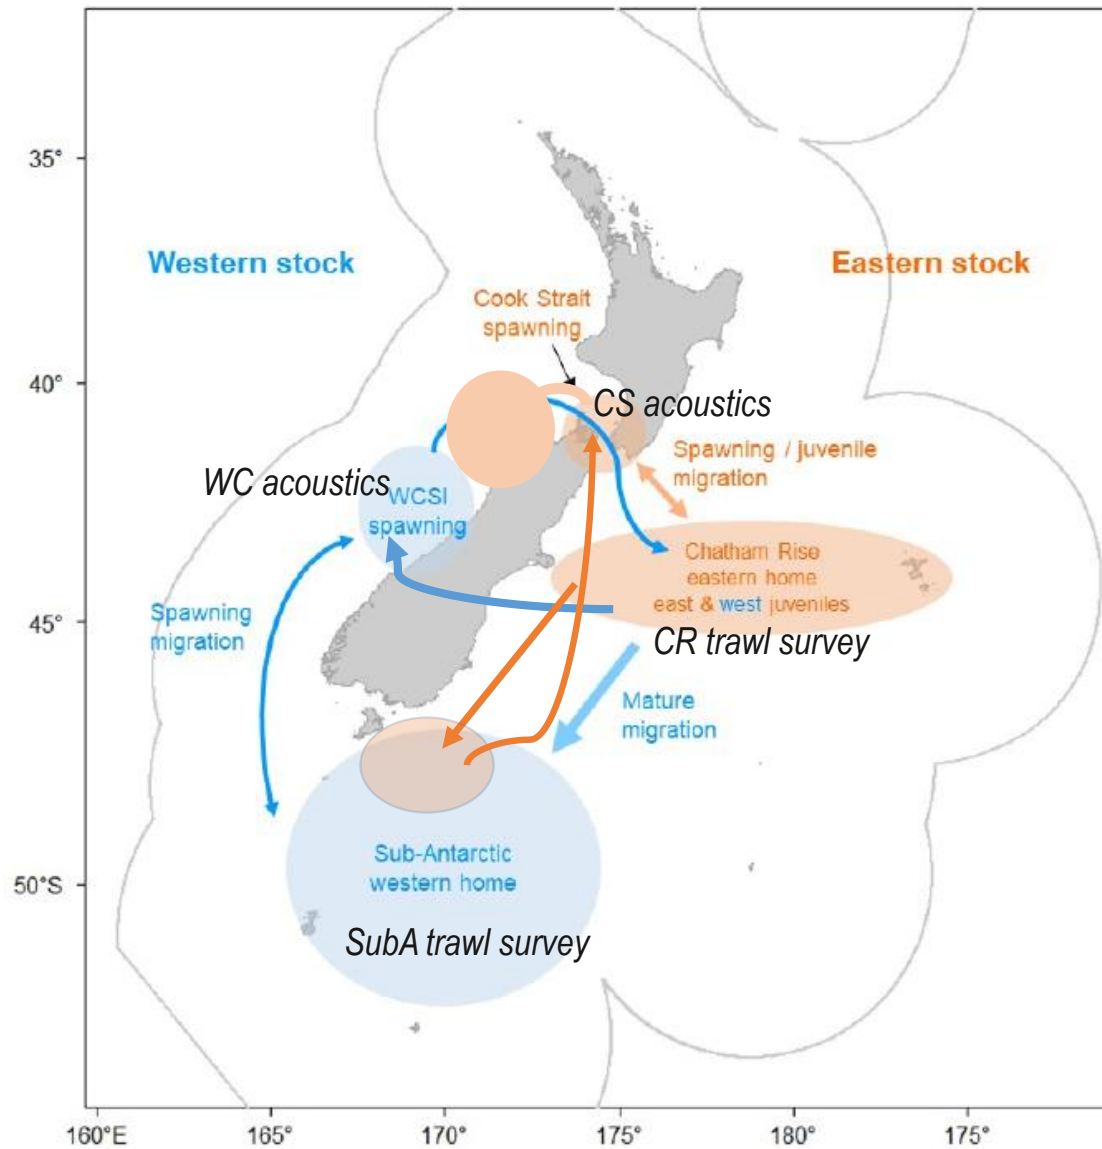 35°
Western stock
Eastern stock
Cook Strait
spawning
40°
CS acoustics
Spawning / juvenile
migration
WC acoustics
WCSI
spawning
Chatham Rise
eastern home
east & west juveniles
Spawning
migration
45°
CR trawl survey
Mature
migration
Sub-Antarctic
western home
50°S
SubA trawl survey
160°E
165°
170°
175°
180°
175°